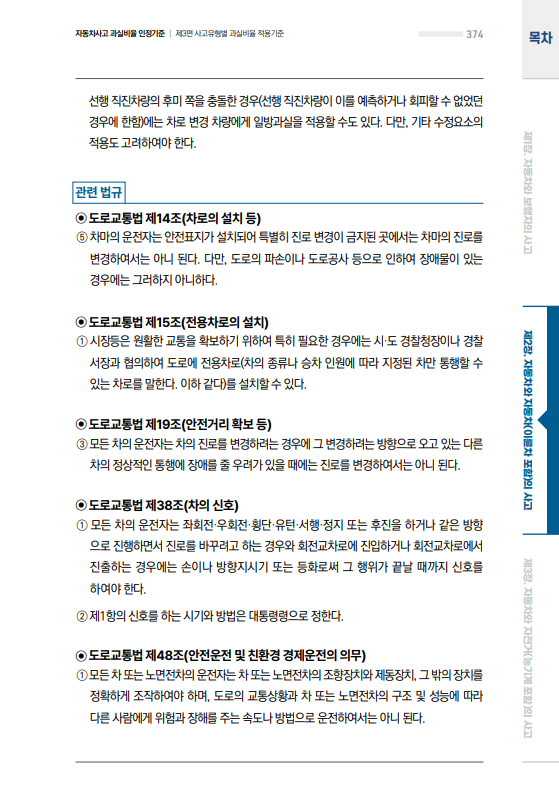 자동차사고 과실비율 인정기준 | 제3편 사고유형별 과실비율 적용기준
374
목차
선행 직진차량의 후미 쪽을 충돌한 경우(선행 직진차량이 이를 예측하거나 회피할 수 없었던
경우에 한함)에는 차로 변경 차량에게 일방과실을 적용할 수도 있다. 다만, 기타 수정요소의
적용도 고려하여야 한다.
관련 법규
◉ 도로교통법 제14조(차로의 설치 등)
⑤ 차마의 운전자는 안전표지가 설치되어 특별히 진로 변경이 금지된 곳에서는 차마의 진로를
변경하여서는 아니 된다. 다만, 도로의 파손이나 도로공사 등으로 인하여 장애물이 있는
경우에는 그러하지 아니하다.
◉ 도로교통법 제15조(전용차로의 설치)
① 시장등은 원활한 교통을 확보하기 위하여 특히 필요한 경우에는 시·도 경찰청장이나 경찰
서장과 협의하여 도로에 전용차로(차의 종류나 승차 인원에 따라 지정된 차만 통행할 수
있는 차로를 말한다. 이하 같다)를 설치할 수 있다.
◉ 도로교통법 제19조(안전거리 확보 등)
③ 모든 차의 운전자는 차의 진로를 변경하려는 경우에 그 변경하려는 방향으로 오고 있는 다른
차의 정상적인 통행에 장애를 줄 우려가 있을 때에는 진로를 변경하여서는 아니 된다.
◉ 도로교통법 제38조(차의 신호)
① 모든 차의 운전자는 좌회전·우회전·횡단·유턴·서행·정지 또는 후진을 하거나 같은 방향
으로 진행하면서 진로를 바꾸려고 하는 경우와 회전교차로에 진입하거나 회전교차로에서
진출하는 경우에는 손이나 방향지시기 또는 등화로써 그 행위가 끝날 때까지 신호를
하여야 한다.
② 제1항의 신호를 하는 시기와 방법은 대통령령으로 정한다.
◉ 도로교통법 제48조(안전운전 및 친환경 경제운전의 의무)
① 모든 차 또는 노면전차의 운전자는 차 또는 노면전차의 조향장치와 제동장치, 그 밖의 장치를
정확하게 조작하여야 하며, 도로의 교통상황과 차 또는 노면전차의 구조 및 성능에 따라
다른 사람에게 위험과 장해를 주는 속도나 방법으로 운전하여서는 아니 된다.
제1장. 자동차와 보행자의 사고
제2장. 자동차와 자동차(이륜차 포함)의 사고
제3장. 자동차와 자전거(농기계 포함)의 사고